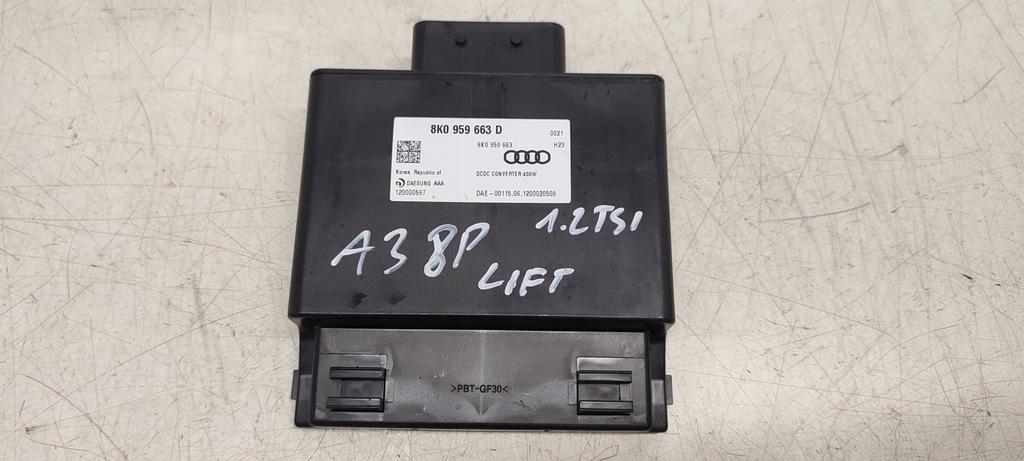 8K0 959 663 D
0021
8K0 959 663
H23
Korea, Republic of
DCDC CONVERTER 400W
DAESUNG AAA
120000597
DAE-00115.06.1200020508
A3 8P
1.2TSI
LIFT
>PBT-GF30<